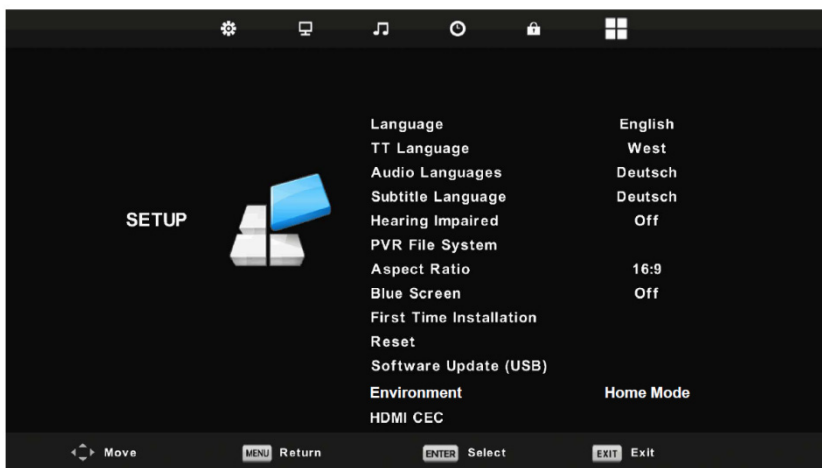 SETUP
Language English
TT Language West
Audio Languages Deutsch
Subtitle Language Deutsch
Hearing Impaired Off
PVR File System
Aspect Ratio 16:9
Blue Screen Off
First Time Installation
Reset
Software Update (USB)
Environment Home Mode
HDMI CEC
Move MENU Return ENTER Select EXIT Exit